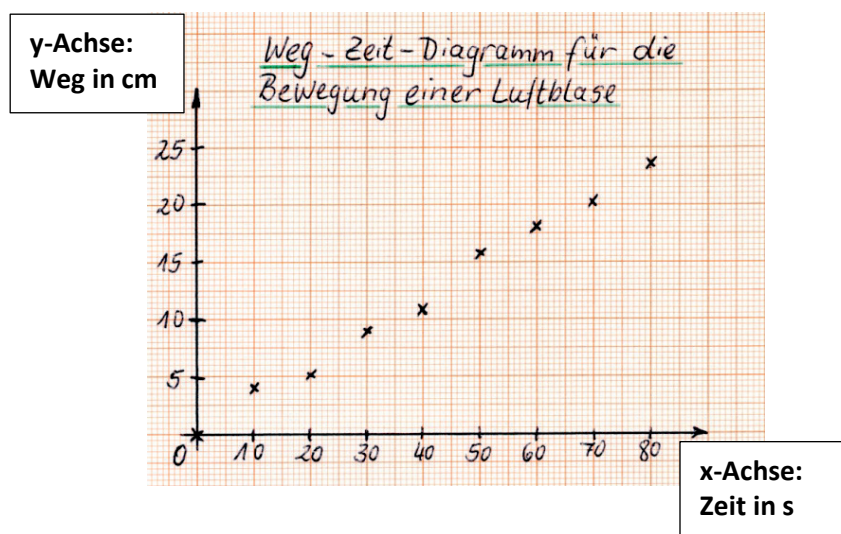 y-Achse:
Weg in cm
Weg-Zeit-Diagramm für die
Bewegung einer Luftblase
25
20
15
10
5
0 10 20 30 40 50 60 70 80
x-Achse:
Zeit in s